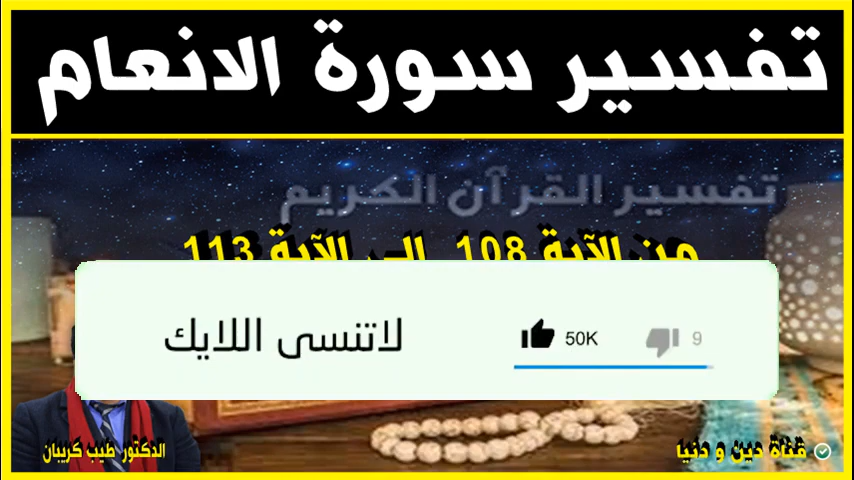 تفسير سورة الانعام
تفسير القرآن الكريم
من الآية 108 الى الآية 113
لاتنسى اللايك
50K
9
الدكتور طيب كريبان
قناة دين و دنيا